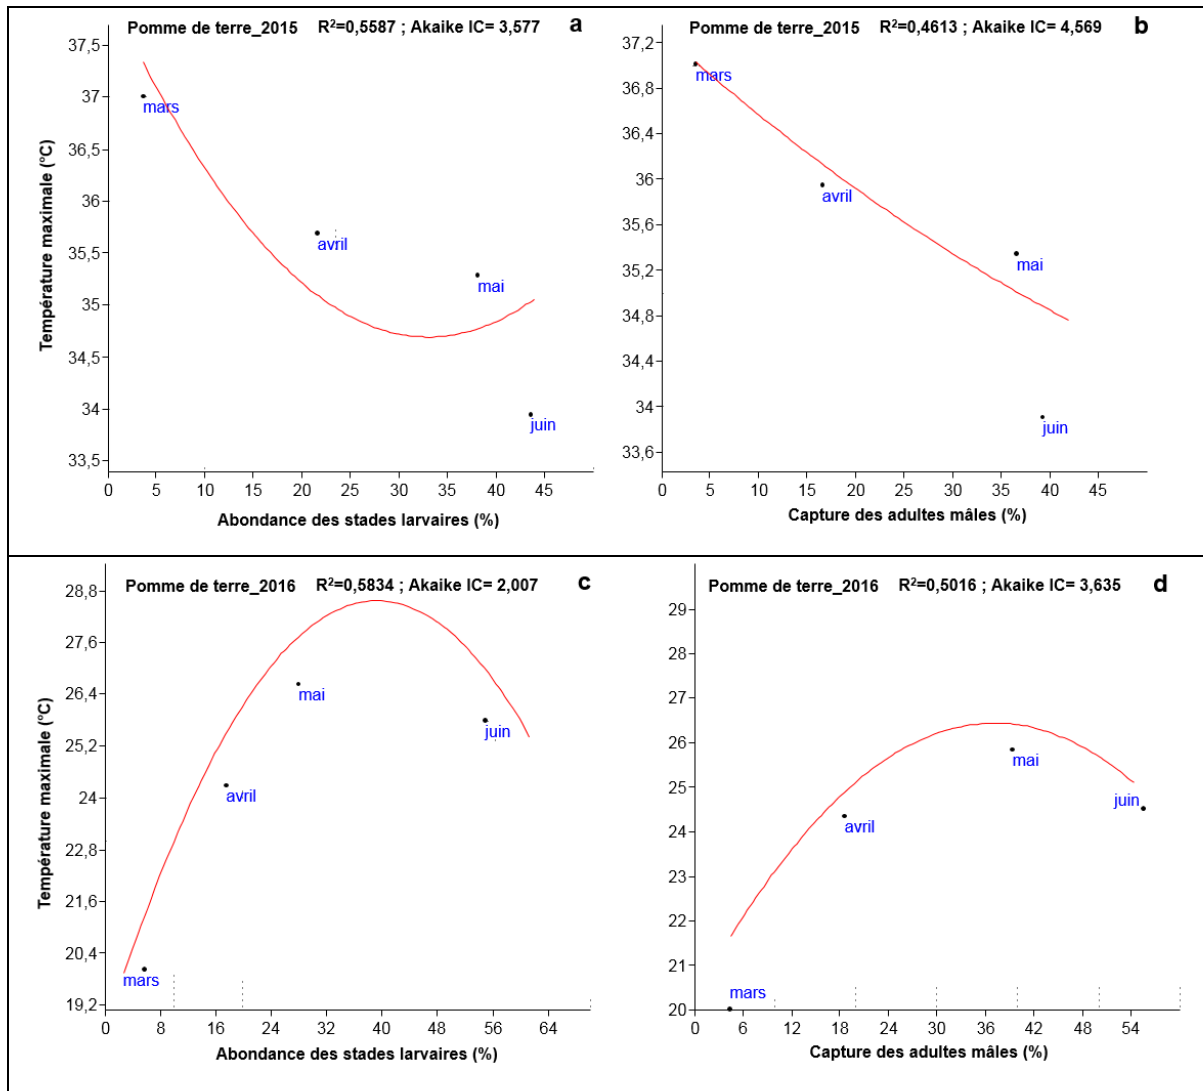 Pomme de terre_2015 R²=0,5587 ; Akaike IC= 3,577 a
Température maximale (°C)
37,5
37
36,5
36
35,5
35
34,5
34
33,5
mars
avril
mai
juin
0 5 10 15 20 25 30 35 40 45
Abondance des stades larvaires (%)
Pomme de terre_2015 R²=0,4613 ; Akaike IC= 4,569 b
37,2
36,8
36,4
36
35,6
35,2
34,8
34,4
34
33,6
mars
avril
mai
juin
0 5 10 15 20 25 30 35 40 45
Capture des adultes mâles (%)
Pomme de terre_2016 R²=0,5834 ; Akaike IC= 2,007 c
Température maximale (°C)
28,8
27,6
26,4
25,2
24
22,8
21,6
20,4
19,2
mars
avril
mai
juin
0 8 16 24 32 40 48 56 64
Abondance des stades larvaires (%)
Pomme de terre_2016 R²=0,5016 ; Akaike IC= 3,635 d
29
28
27
26
25
24
23
22
21
20
mars
avril
mai
juin
0 6 12 18 24 30 36 42 48 54
Capture des adultes mâles (%)